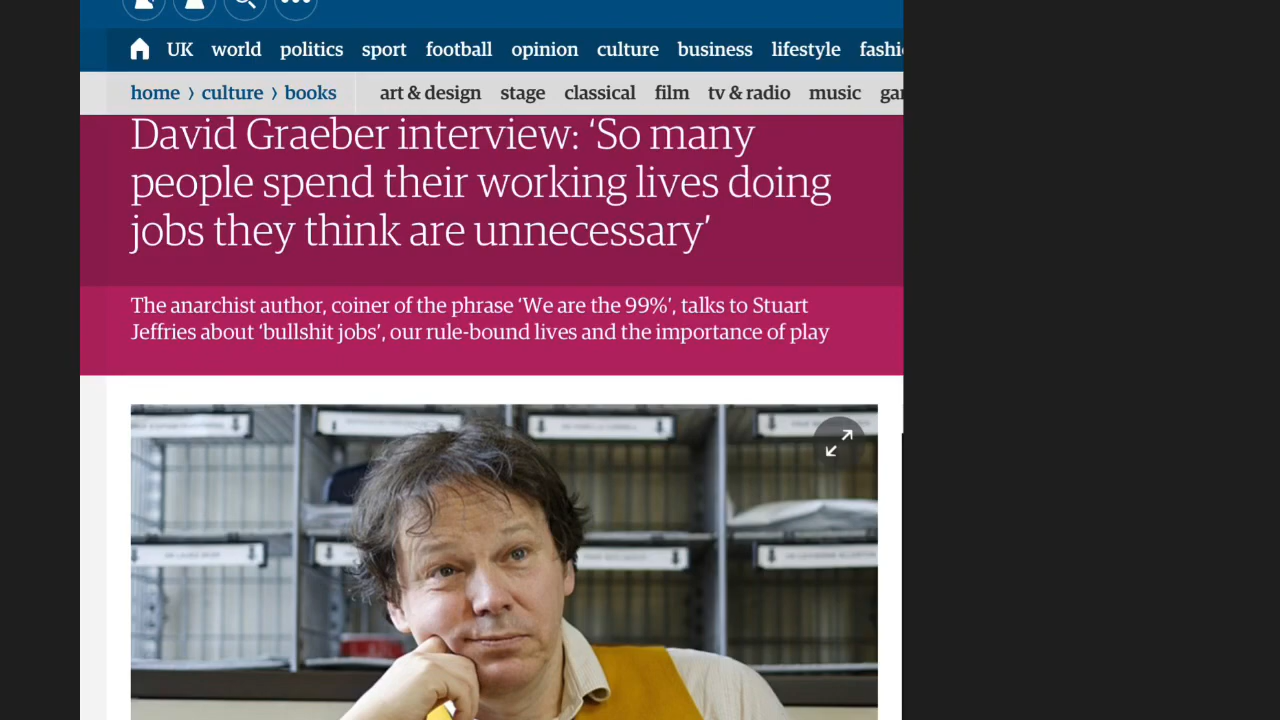 UK world politics sport football opinion culture business lifestyle fashi
home › culture › books art & design stage classical film tv & radio music gar
David Graeber interview: ‘So many
people spend their working lives doing
jobs they think are unnecessary’
The anarchist author, coiner of the phrase ‘We are the 99%’, talks to Stuart
Jeffries about ‘bullshit jobs’, our rule-bound lives and the importance of play